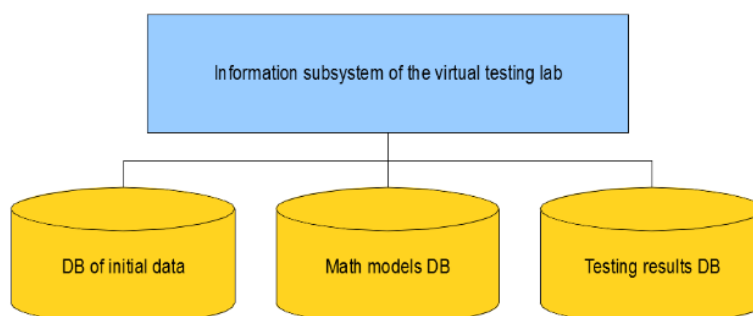 Information subsystem of the virtual testing lab
DB of initial data
Math models DB
Testing results DB